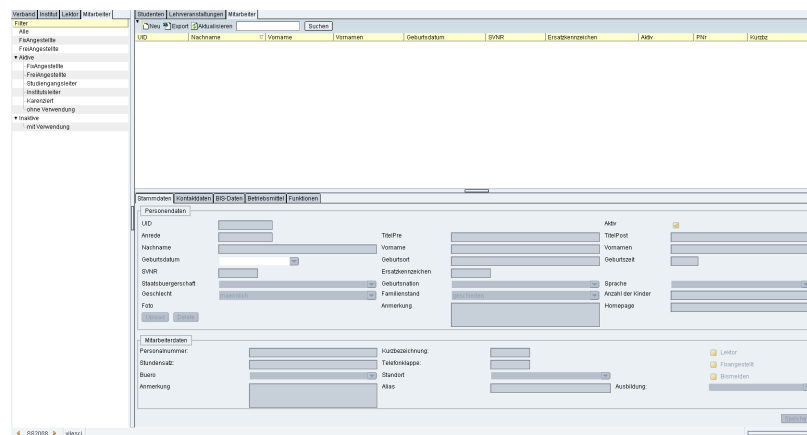 Verband Institut Lektor Mitarbeiter
Filter
Alle
FixAngestellte
FreiAngestellte
Aktive
FixAngestellte
FreiAngestellte
Studiengangsleiter
Institutsleiter
Karenziert
ohne Verwendung
Inaktive
mit Verwendung
Studenten Lehrveranstaltungen Mitarbeiter
Neu Export Aktualisieren Suchen
UID Nachname Vorname Vornamen Geburtsdatum SVNR Ersatzkennzeichen Aktiv PNr Kurzbz
Stammdaten Kontaktdaten BIS-Daten Betriebsmittel Funktionen
Personendaten
UID Aktiv
Anrede TitelPre TitelPost
Nachname Vorname Vornamen
Geburtsdatum Geburtsort Geburtszeit
SVNR Ersatzkennzeichen
Staatsbuergerschaft Geburtsnation Sprache
Geschlecht maennlich Familienstand geschieden Anzahl der Kinder
Foto Anmerkung Homepage
Upload Delete
Mitarbeiterdaten
Personalnummer: Kurzbezeichnung: Lektor
Stundensatz: Telefonklappe: Fixangestellt
Buero Standort Bismelden
Anmerkung Alias Ausbildung:
SS2008